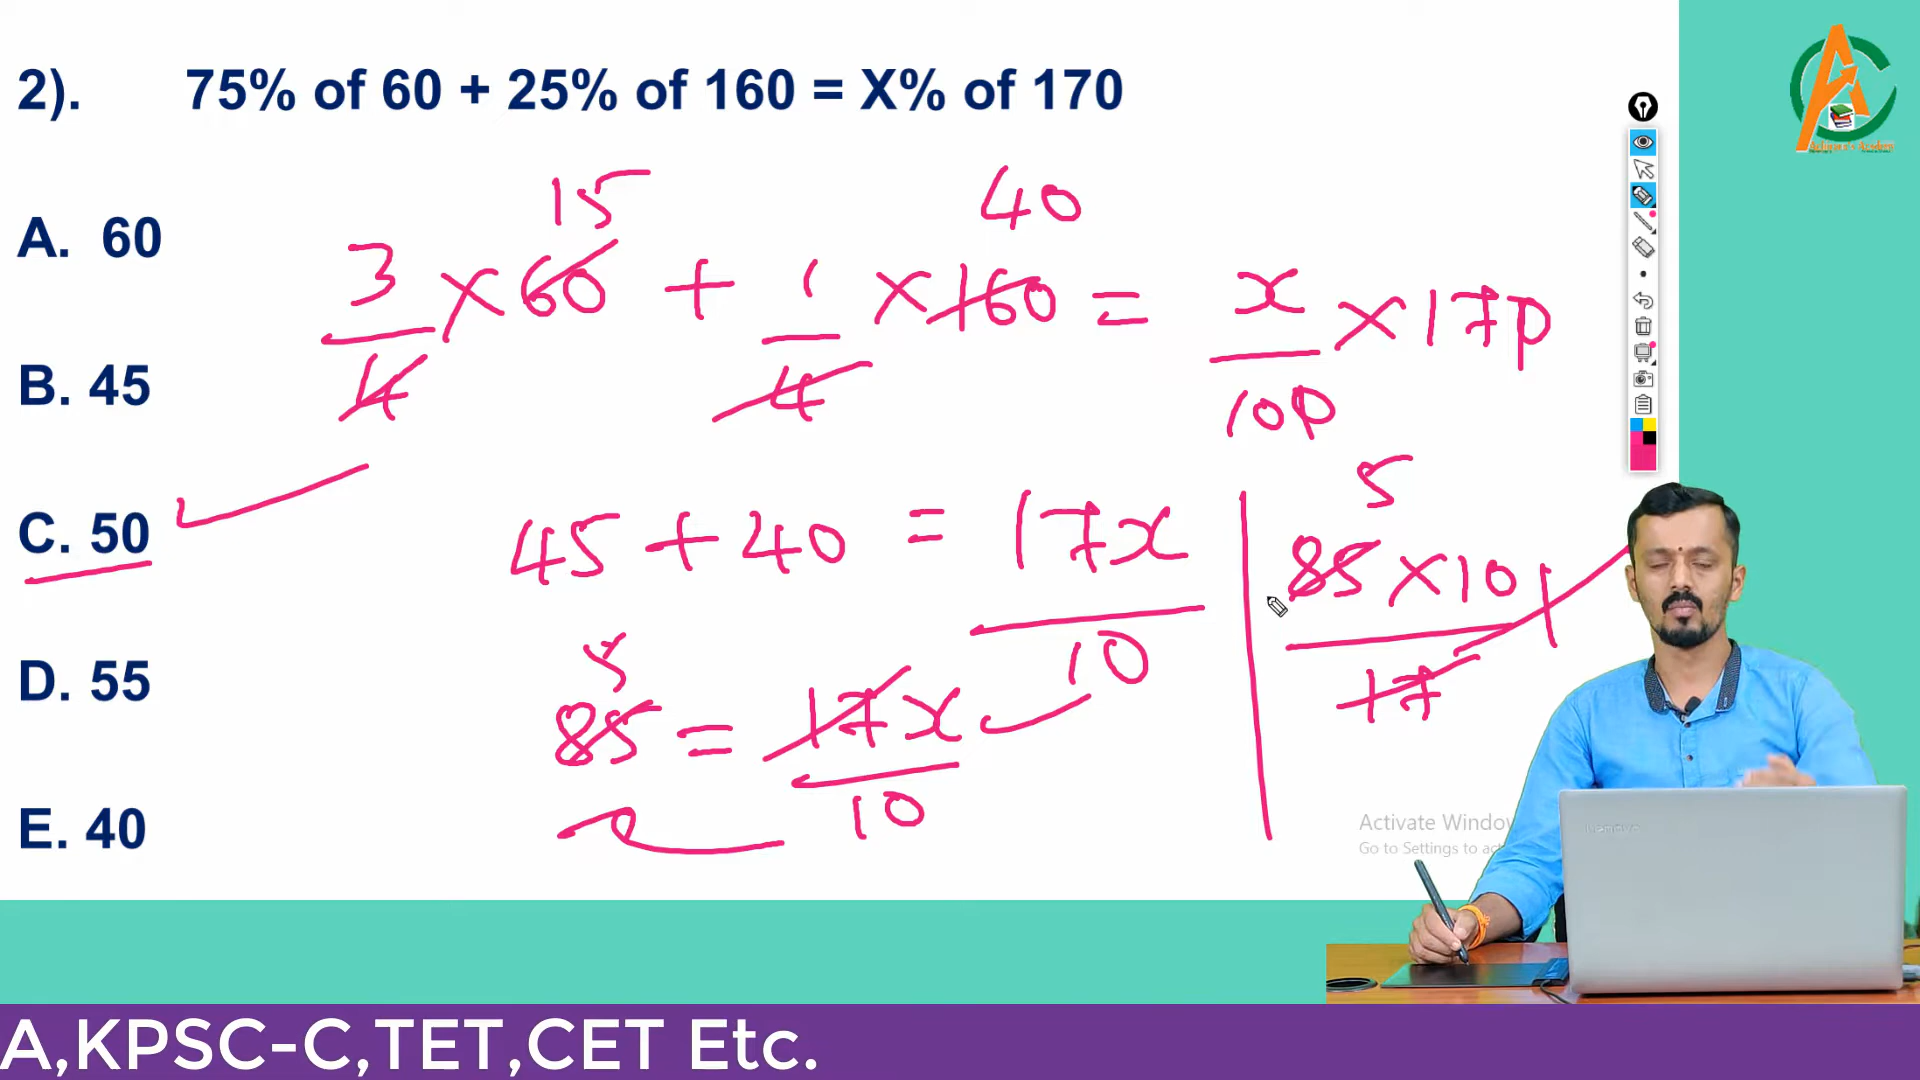 2). 75% of 60 + 25% of 160 = X% of 170
A. 60
B. 45
C. 50
D. 55
E. 40
15 40
3/4 × 60 + 1/4 × 160 = x/100 × 170
45 + 40 = 17x/10
5
85 = 17x/10
5
85 × 10
17
Activate Window
Go to Settings to act
A,KPSC-C,TET,CET Etc.